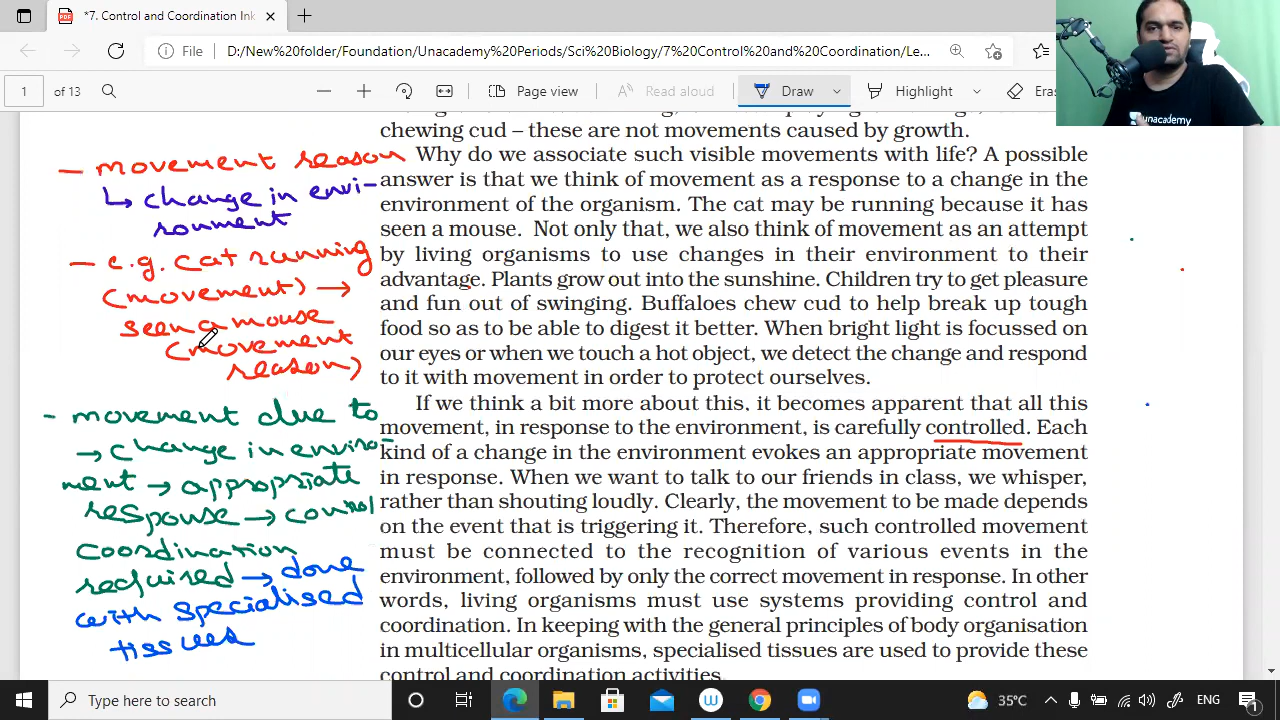 *7. Control and Coordination Ink
File
D:/New%20folder/Foundation/Unacademy%20Periods/Sci%20Biology/7%20Control%20and%20Coordination/Le...
1 of 13
Page view
Read aloud
Draw
Highlight
Eras
unacademy
chewing cud – these are not movements caused by growth.
Why do we associate such visible movements with life? A possible
answer is that we think of movement as a response to a change in the
environment of the organism. The cat may be running because it has
seen a mouse. Not only that, we also think of movement as an attempt
by living organisms to use changes in their environment to their
advantage. Plants grow out into the sunshine. Children try to get pleasure
and fun out of swinging. Buffaloes chew cud to help break up tough
food so as to be able to digest it better. When bright light is focussed on
our eyes or when we touch a hot object, we detect the change and respond
to it with movement in order to protect ourselves.
If we think a bit more about this, it becomes apparent that all this
movement, in response to the environment, is carefully controlled. Each
kind of a change in the environment evokes an appropriate movement
in response. When we want to talk to our friends in class, we whisper,
rather than shouting loudly. Clearly, the movement to be made depends
on the event that is triggering it. Therefore, such controlled movement
must be connected to the recognition of various events in the
environment, followed by only the correct movement in response. In other
words, living organisms must use systems providing control and
coordination. In keeping with the general principles of body organisation
in multicellular organisms, specialised tissues are used to provide these
control and coordination activities.
– movement reason
↳ change in envi-
ronment
– e.g. cat running
(movement) →
seen a mouse
(movement
reason)
- movement due to
→ change in enviro-
nment → appropriate
response → control
coordination
required → done
with specialised
tissues
Type here to search
35°C
ENG
1